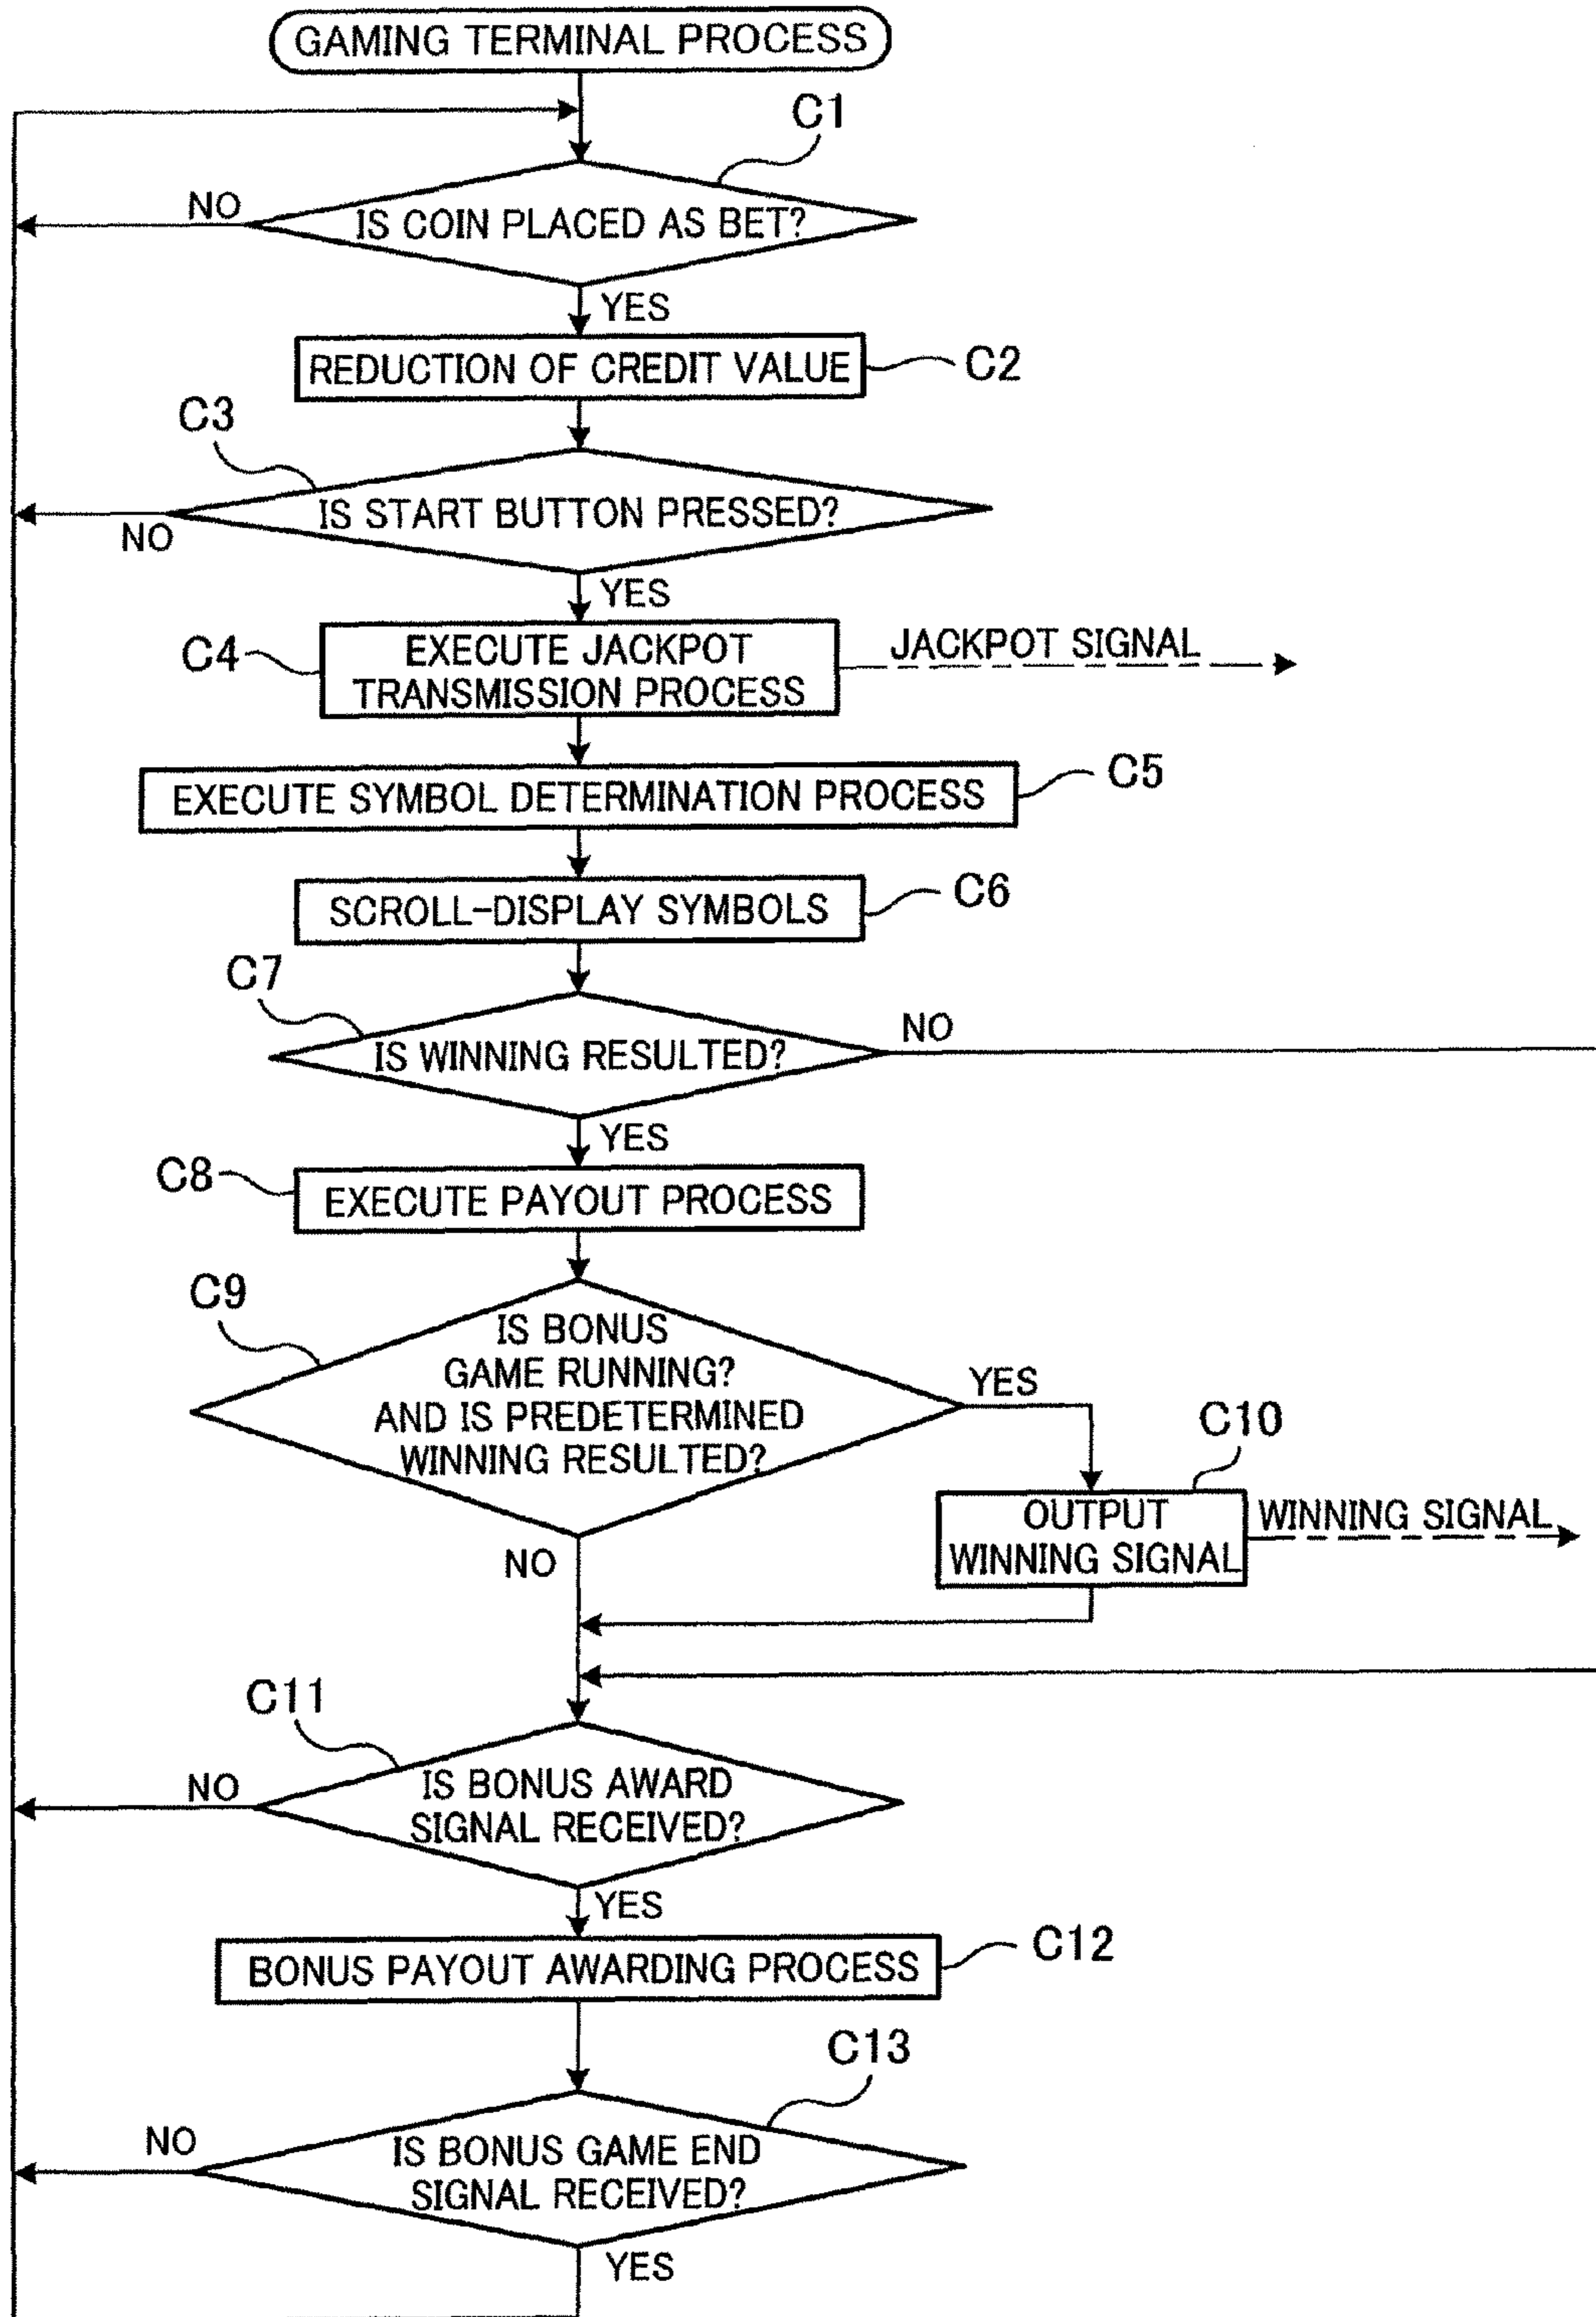 GAMING TERMINAL PROCESS
C1
NO
IS COIN PLACED AS BET?
YES
REDUCTION OF CREDIT VALUE
C2
C3
IS START BUTTON PRESSED?
NO
YES
C4
EXECUTE JACKPOT
TRANSMISSION PROCESS
JACKPOT SIGNAL
C5
EXECUTE SYMBOL DETERMINATION PROCESS
C6
SCROLL-DISPLAY SYMBOLS
C7
NO
IS WINNING RESULTED?
YES
C8
EXECUTE PAYOUT PROCESS
C9
IS BONUS
GAME RUNNING?
AND IS PREDETERMINED
WINNING RESULTED?
YES
C10
OUTPUT
WINNING SIGNAL
WINNING SIGNAL
NO
C11
NO
IS BONUS AWARD
SIGNAL RECEIVED?
YES
C12
BONUS PAYOUT AWARDING PROCESS
C13
NO
IS BONUS GAME END
SIGNAL RECEIVED?
YES